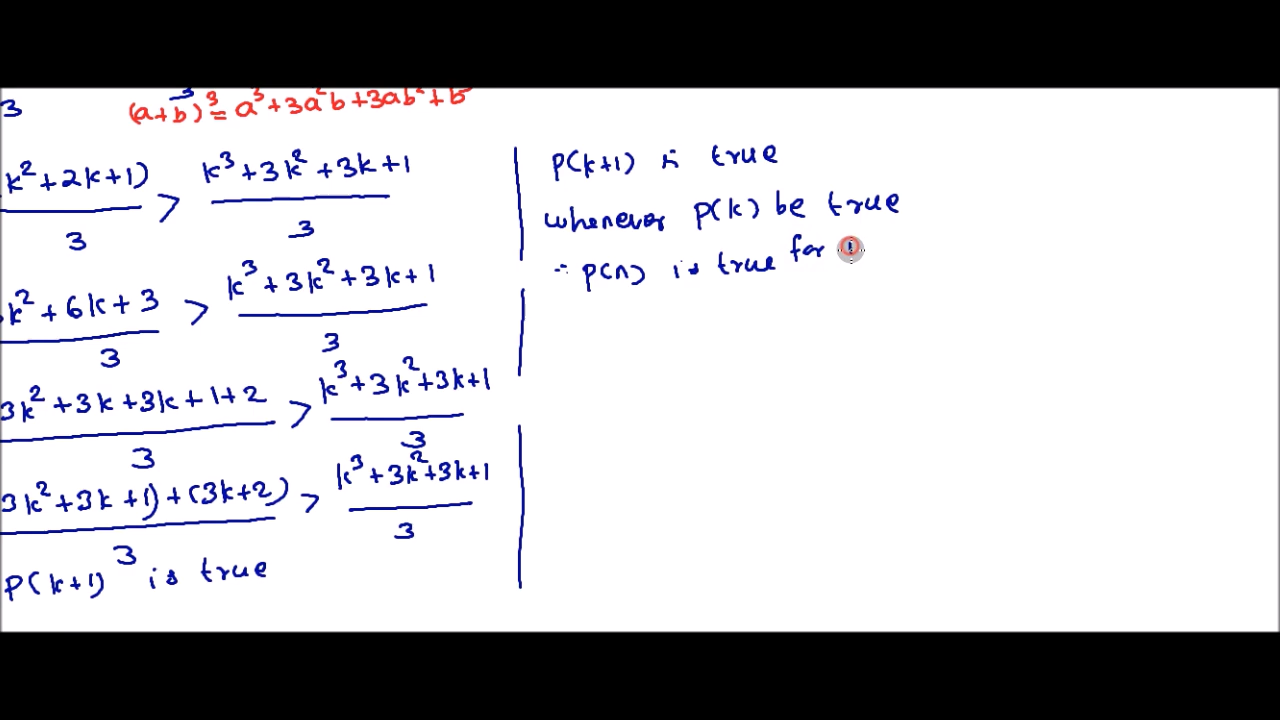 3
(a+b)³ = a³+3a²b+3ab²+b³
k²+2k+1)/3 > k³+3k²+3k+1/3
k²+6k+3/3 > k³+3k²+3k+1/3
3k²+3k+3k+1+2/3 > k³+3k²+3k+1/3
3k²+3k+1)+(3k+2)/3 > k³+3k²+3k+1/3
P(k+1) is true
P(k+1) is true
whenever P(k) be true
∴ P(n) is true for